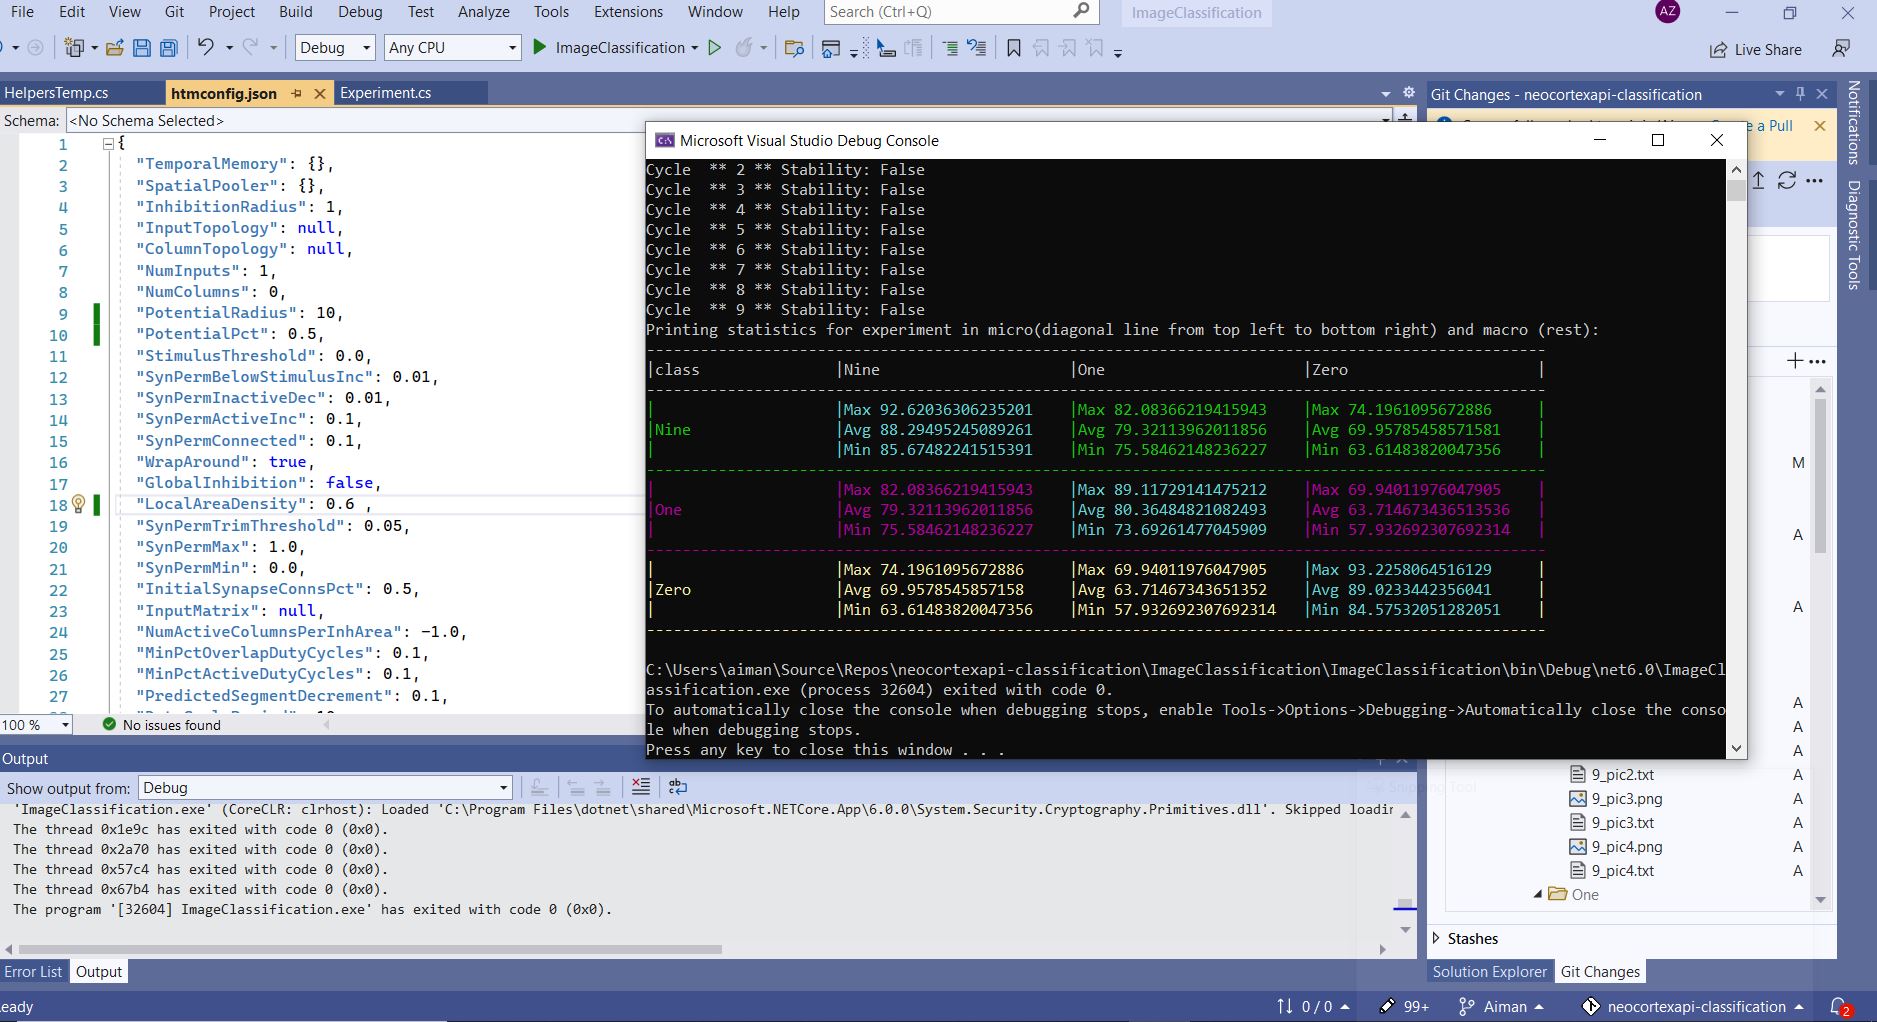 File Edit View Git Project Build Debug Test Analyze Tools Extensions Window Help Search (Ctrl+Q) ImageClassification AZ
Debug Any CPU ImageClassification Live Share
HelpersTemp.cs htmconfig.json Experiment.cs
Schema: <No Schema Selected>
1 {
2 "TemporalMemory": {},
3 "SpatialPooler": {},
4 "InhibitionRadius": 1,
5 "InputTopology": null,
6 "ColumnTopology": null,
7 "NumInputs": 1,
8 "NumColumns": 0,
9 "PotentialRadius": 10,
10 "PotentialPct": 0.5,
11 "StimulusThreshold": 0.0,
12 "SynPermBelowStimulusInc": 0.01,
13 "SynPermInactiveDec": 0.01,
14 "SynPermActiveInc": 0.1,
15 "SynPermConnected": 0.1,
16 "WrapAround": true,
17 "GlobalInhibition": false,
18 "LocalAreaDensity": 0.6 ,
19 "SynPermTrimThreshold": 0.05,
20 "SynPermMax": 1.0,
21 "SynPermMin": 0.0,
22 "InitialSynapseConnsPct": 0.5,
23 "InputMatrix": null,
24 "NumActiveColumnsPerInhArea": -1.0,
25 "MinPctOverlapDutyCycles": 0.1,
26 "MinPctActiveDutyCycles": 0.1,
27 "PredictedSegmentDecrement": 0.1,
100 % No issues found
Microsoft Visual Studio Debug Console
Cycle ** 2 ** Stability: False
Cycle ** 3 ** Stability: False
Cycle ** 4 ** Stability: False
Cycle ** 5 ** Stability: False
Cycle ** 6 ** Stability: False
Cycle ** 7 ** Stability: False
Cycle ** 8 ** Stability: False
Cycle ** 9 ** Stability: False
Printing statistics for experiment in micro(diagonal line from top left to bottom right) and macro (rest):
|class |Nine |One |Zero |
| |Max 92.62036306235201 |Max 82.08366219415943 |Max 74.1961095672886 |
|Nine |Avg 88.29495245089261 |Avg 79.32113962011856 |Avg 69.95785458571581 |
| |Min 85.67482241515391 |Min 75.58462148236227 |Min 63.61483820047356 |
| |Max 82.08366219415943 |Max 89.11729141475212 |Max 69.94011976047905 |
|One |Avg 79.32113962011856 |Avg 80.36484821082493 |Avg 63.714673436513536 |
| |Min 75.58462148236227 |Min 73.69261477045909 |Min 57.932692307692314 |
| |Max 74.1961095672886 |Max 69.94011976047905 |Max 93.2258064516129 |
|Zero |Avg 69.9578545857158 |Avg 63.71467343651352 |Avg 89.0233442356041 |
| |Min 63.61483820047356 |Min 57.932692307692314 |Min 84.57532051282051 |
C:\Users\aiman\Source\Repos\neocortexapi-classification\ImageClassification\ImageClassification\bin\Debug\net6.0\ImageCl
assification.exe (process 32604) exited with code 0.
To automatically close the console when debugging stops, enable Tools->Options->Debugging->Automatically close the conso
le when debugging stops.
Press any key to close this window . . .
Git Changes - neocortexapi-classification
e a Pull
M
A
A
A
A
A
9_pic2.txt A
9_pic3.png A
9_pic3.txt A
9_pic4.png A
9_pic4.txt A
One
Stashes
Solution Explorer Git Changes
Notifications
Diagnostic Tools
Output
Show output from: Debug
Snipping Tool
'ImageClassification.exe' (CoreCLR: clrhost): Loaded 'C:\Program Files\dotnet\shared\Microsoft.NETCore.App\6.0.0\System.Security.Cryptography.Primitives.dll'. Skipped loadir
The thread 0x1e9c has exited with code 0 (0x0).
The thread 0x2a70 has exited with code 0 (0x0).
The thread 0x57c4 has exited with code 0 (0x0).
The thread 0x67b4 has exited with code 0 (0x0).
The program '[32604] ImageClassification.exe' has exited with code 0 (0x0).
Error List Output
eady 0 / 0 99+ Aiman neocortexapi-classification 2